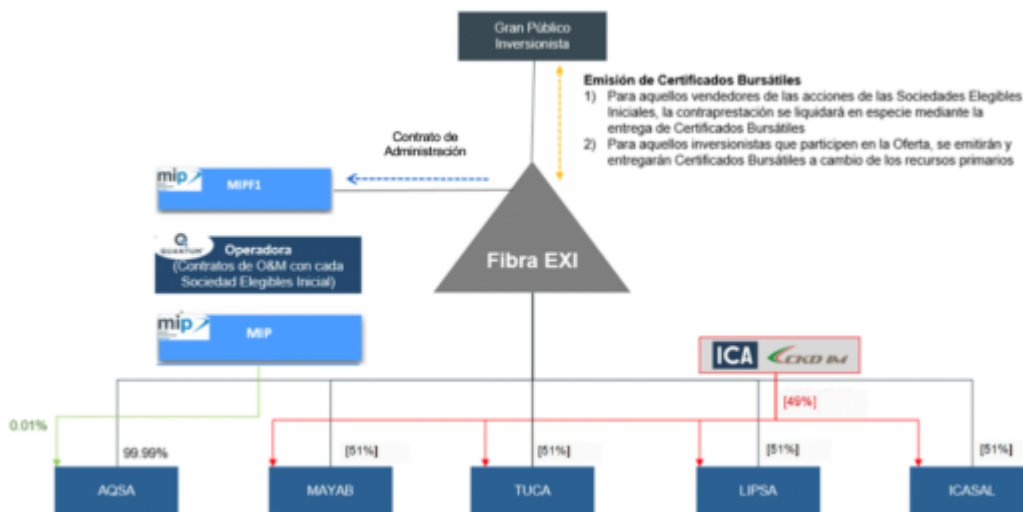 Gran Público
Inversionista
Emisión de Certificados Bursátiles
1) Para aquellos vendedores de las acciones de las Sociedades Elegibles
Iniciales, la contraprestación se liquidará en especie mediante la
entrega de Certificados Bursátiles
2) Para aquellos inversionistas que participen en la Oferta, se emitirán y
entregarán Certificados Bursátiles a cambio de los recursos primarios
Contrato de
Administración
mip
MIPF1
QUANTUM
Operadora
(Contratos de O&M con cada
Sociedad Elegibles Inicial)
Fibra EXI
mip
MIP
ICA CKD IM
[49%]
0.01%
99.99%
[51%]
[51%]
[51%]
[51%]
AQSA
MAYAB
TUCA
LIPSA
ICASAL